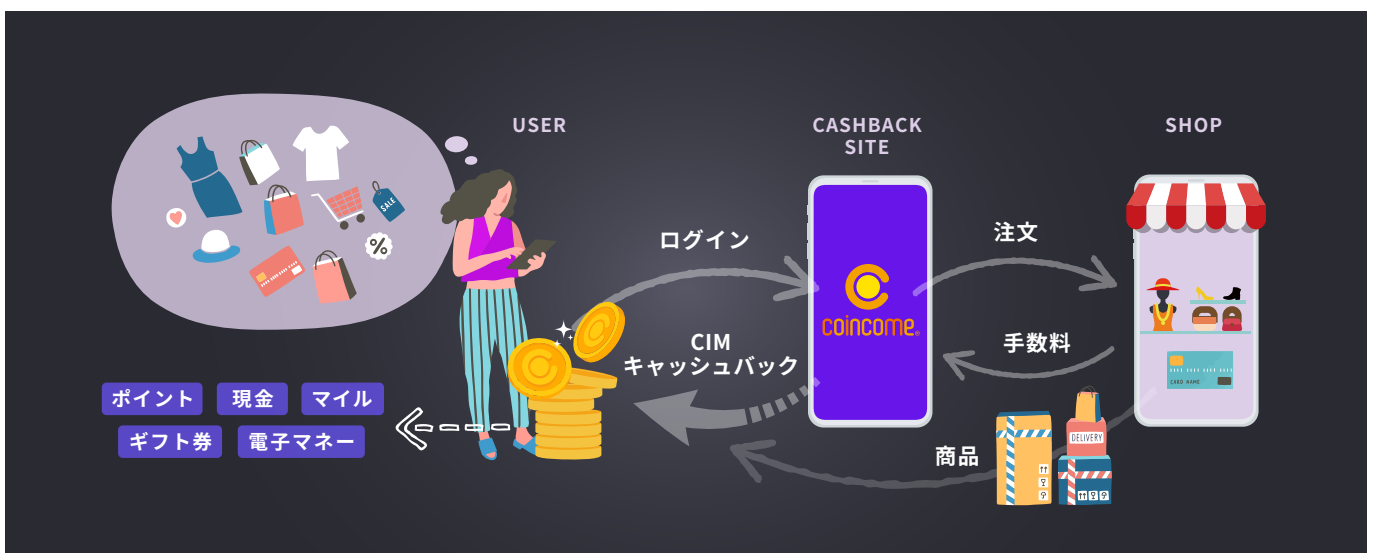 USER
CASHBACK
SITE
SHOP
SALE
%
ログイン
注文
coincome®
CIM
キャッシュバック
手数料
CARD NAME
ポイント
現金
マイル
ギフト券
電子マネー
商品
DELIVERY